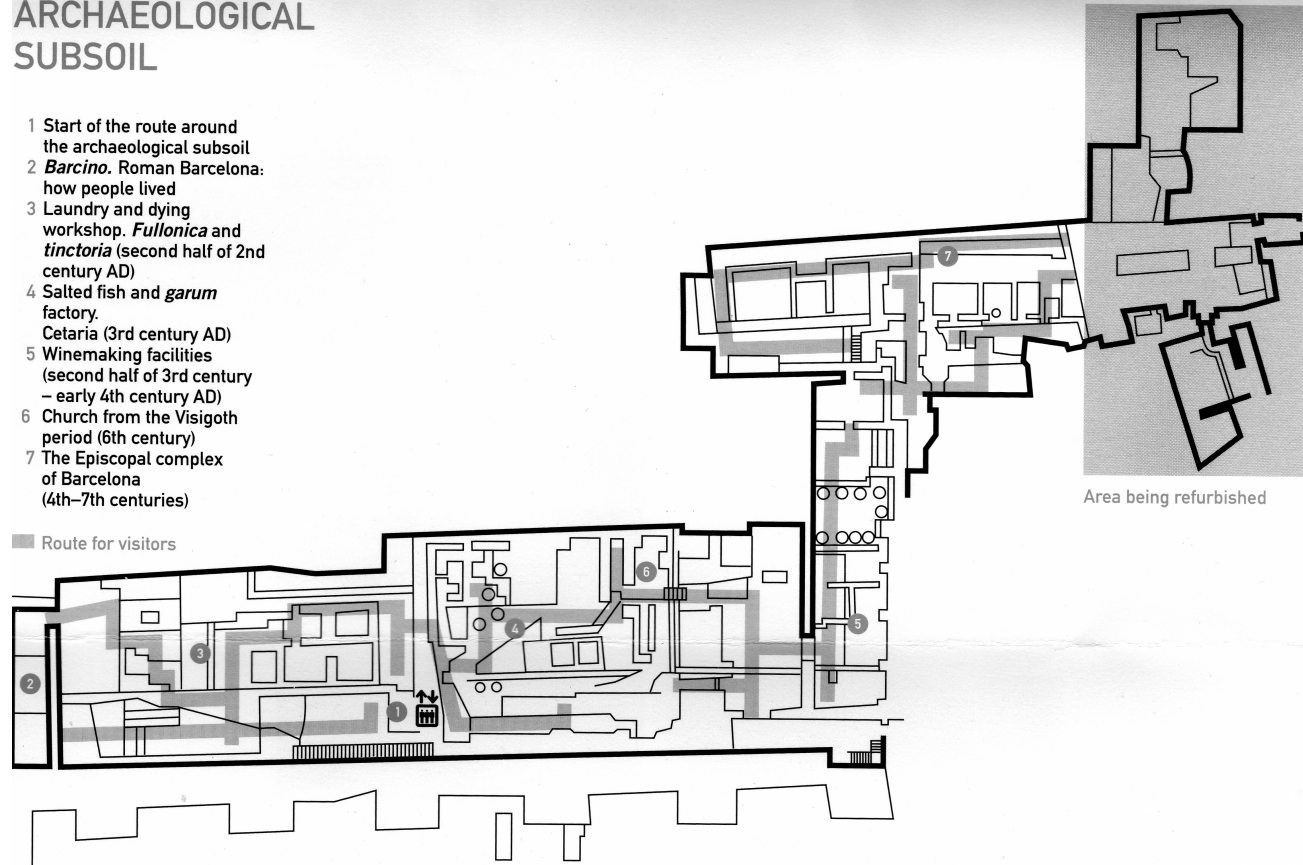 ARCHAEOLOGICAL
SUBSOIL
1 Start of the route around
the archaeological subsoil
2 Barcino. Roman Barcelona:
how people lived
3 Laundry and dying
workshop. Fullonica and
tinctoria (second half of 2nd
century AD)
4 Salted fish and garum
factory.
Cetaria (3rd century AD)
5 Winemaking facilities
(second half of 3rd century
– early 4th century AD)
6 Church from the Visigoth
period (6th century)
7 The Episcopal complex
of Barcelona
(4th–7th centuries)
Route for visitors
7
Area being refurbished
6
5
4
3
2
1